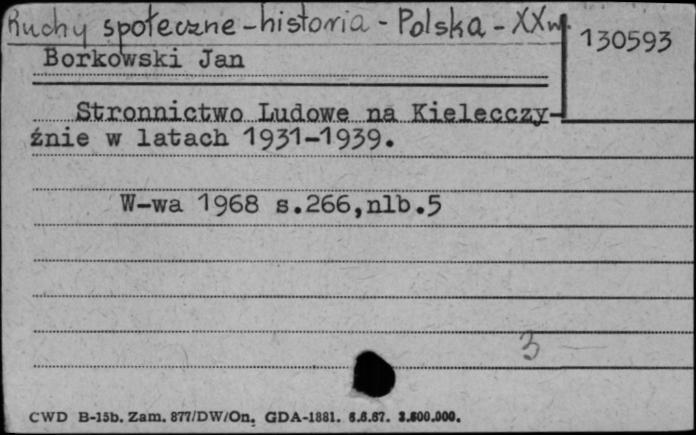 Ruchy społeczne - historia - Polska - XX w.
130593
Borkowski Jan
Stronnictwo Ludowe na Kielecczy-
źnie w latach 1931-1939.
W-wa 1968 s.266,nlb.5
3
CWD B-15b. Zam. 877/DW/On. GDA-1881. 6.6.67. 3.600.000.